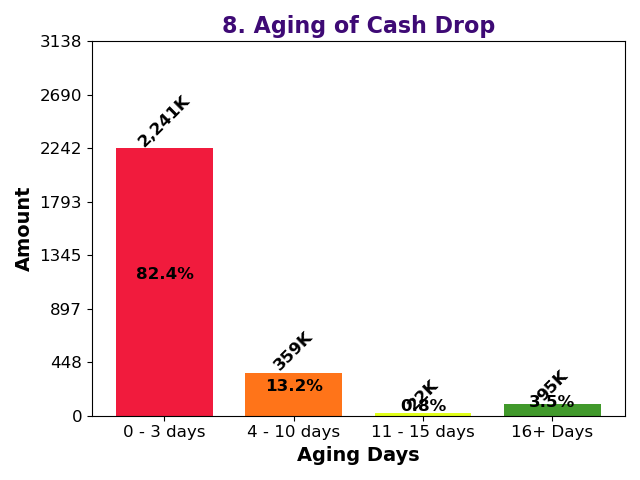 8. Aging of Cash Drop
Amount
3138
2690
2242
1793
1345
897
448
0
2,241K
82.4%
359K
13.2%
22K
0.8%
95K
3.5%
0 - 3 days
4 - 10 days
11 - 15 days
16+ Days
Aging Days